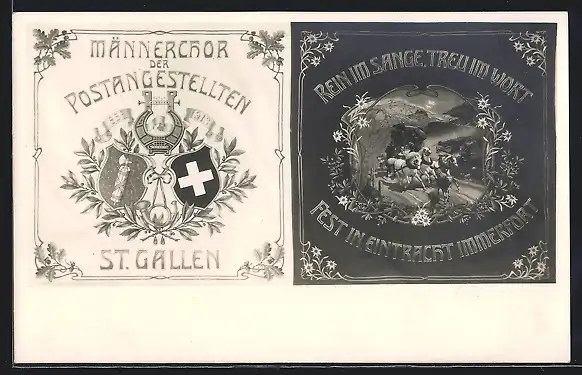 MÄNNERCHOR
DER
POSTANGESTELLTEN
ST. GALLEN
REIN IM SANGE, TREU IM WORT
FEST IN EINTRACHT IMMERFORT